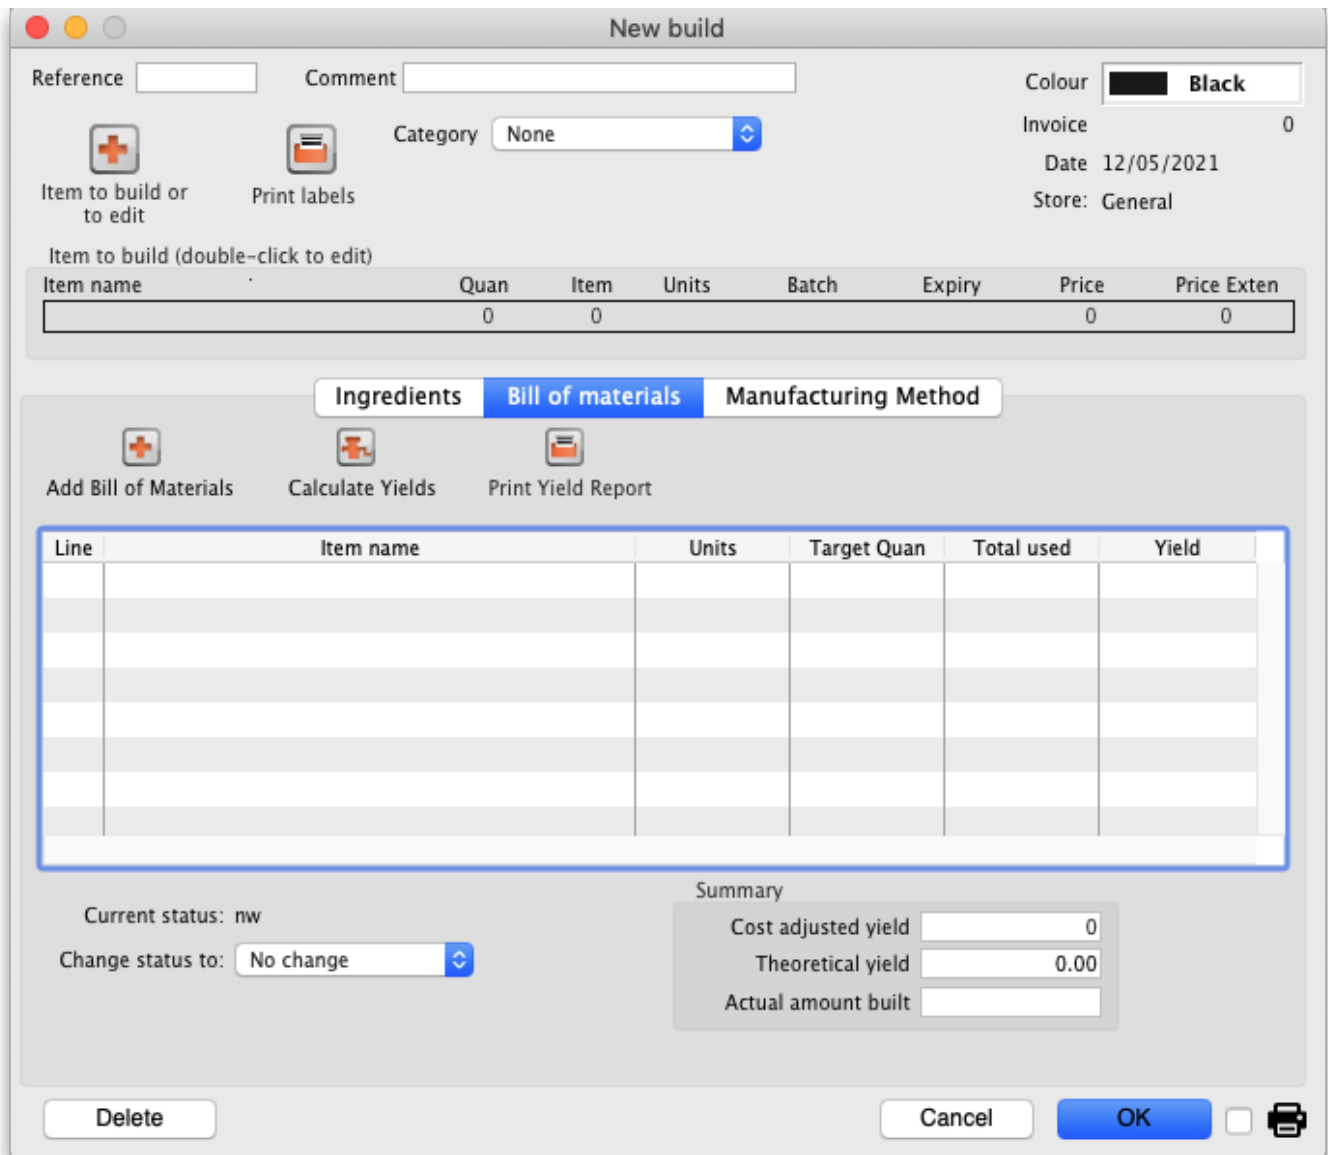 New build
Reference Comment Colour Black
Invoice 0
Category None
Date 12/05/2021
Item to build or
to edit
Print labels
Store: General
Item to build (double-click to edit)
Item name Quan Item Units Batch Expiry Price Price Exten
0 0 0 0
Ingredients Bill of materials Manufacturing Method
Add Bill of Materials Calculate Yields Print Yield Report
Line Item name Units Target Quan Total used Yield
Summary
Current status: nw
Cost adjusted yield 0
Change status to: No change
Theoretical yield 0.00
Actual amount built
Delete Cancel OK